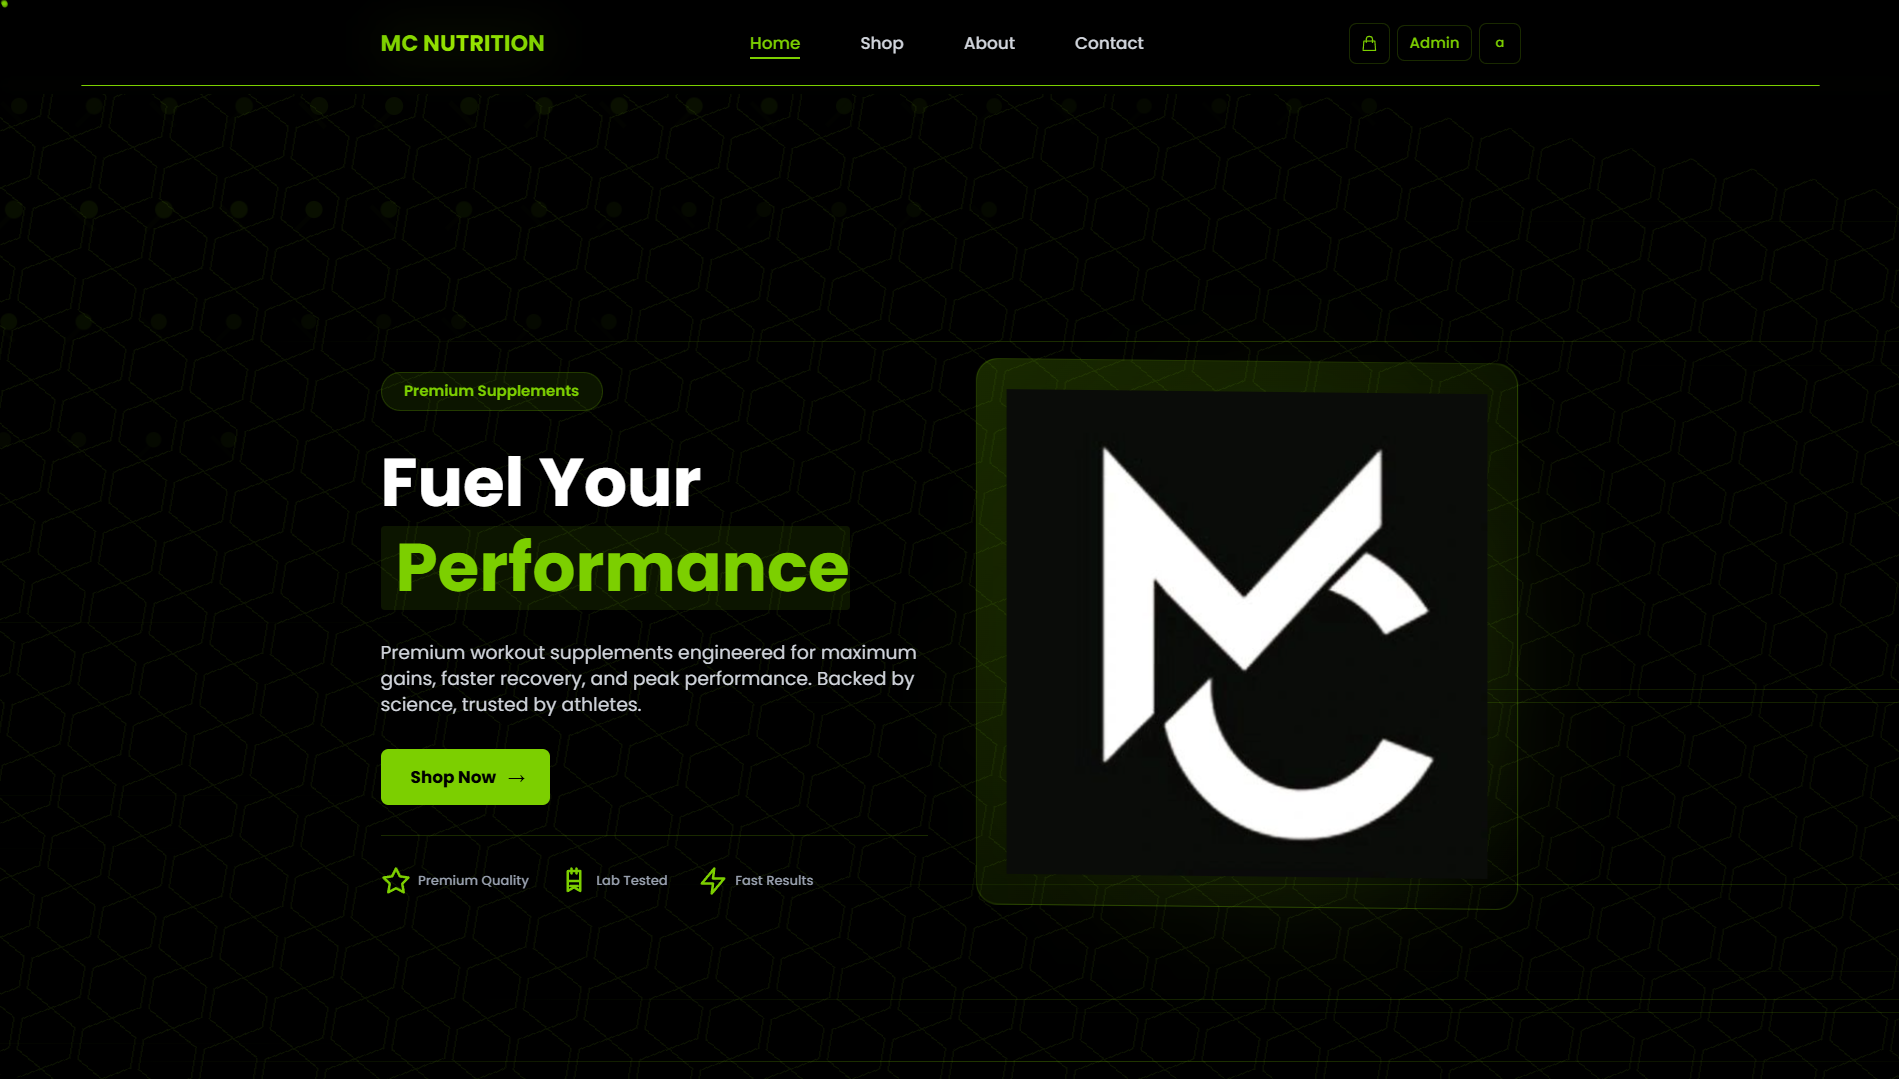 MC NUTRITION
Home
Shop
About
Contact
Admin
a
Premium Supplements
Fuel Your
Performance
Premium workout supplements engineered for maximum
gains, faster recovery, and peak performance. Backed by
science, trusted by athletes.
Shop Now →
Premium Quality
Lab Tested
Fast Results
MC